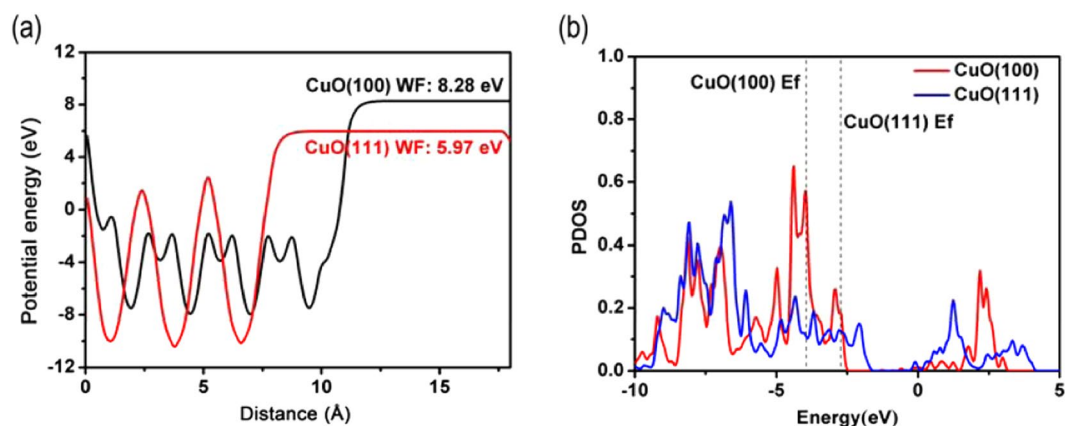 (a)
12
8
4
0
-4
-8
-12
Potential energy (eV)
CuO(100) WF: 8.28 eV
CuO(111) WF: 5.97 eV
0
5
10
15
Distance (Å)
(b)
1.0
0.8
0.6
0.4
0.2
0.0
PDOS
CuO(100) Ef
CuO(111) Ef
CuO(100)
CuO(111)
-10
-5
0
5
Energy(eV)